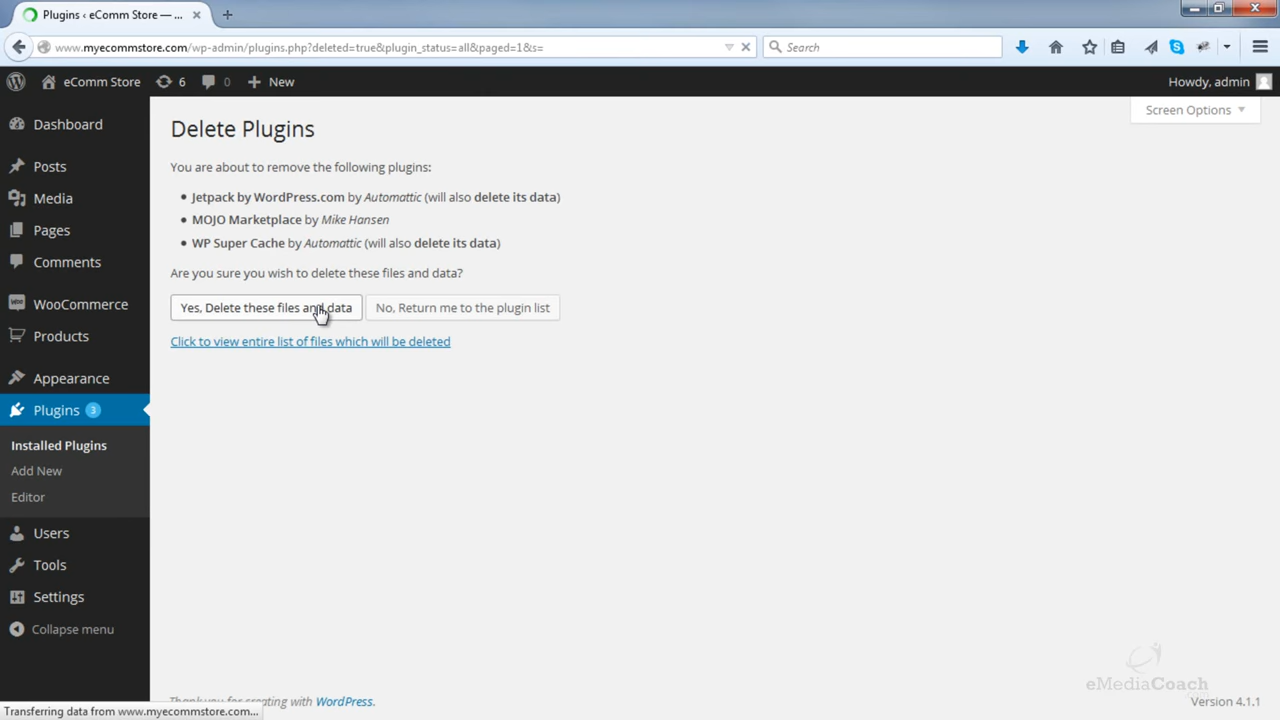 Plugins ‹ eComm Store — ...
www.myecommstore.com/wp-admin/plugins.php?deleted=true&plugin_status=all&paged=1&s=
Search
eComm Store
6
0
New
Howdy, admin
Screen Options
Dashboard
Posts
Media
Pages
Comments
WooCommerce
Products
Appearance
Plugins 3
Installed Plugins
Add New
Editor
Users
Tools
Settings
Collapse menu
Delete Plugins
You are about to remove the following plugins:
Jetpack by WordPress.com by Automattic (will also delete its data)
MOJO Marketplace by Mike Hansen
WP Super Cache by Automattic (will also delete its data)
Are you sure you wish to delete these files and data?
Yes, Delete these files and data
No, Return me to the plugin list
Click to view entire list of files which will be deleted
eMediaCoach
Thank you for creating with WordPress.
Version 4.1.1
Transferring data from www.myecommstore.com...